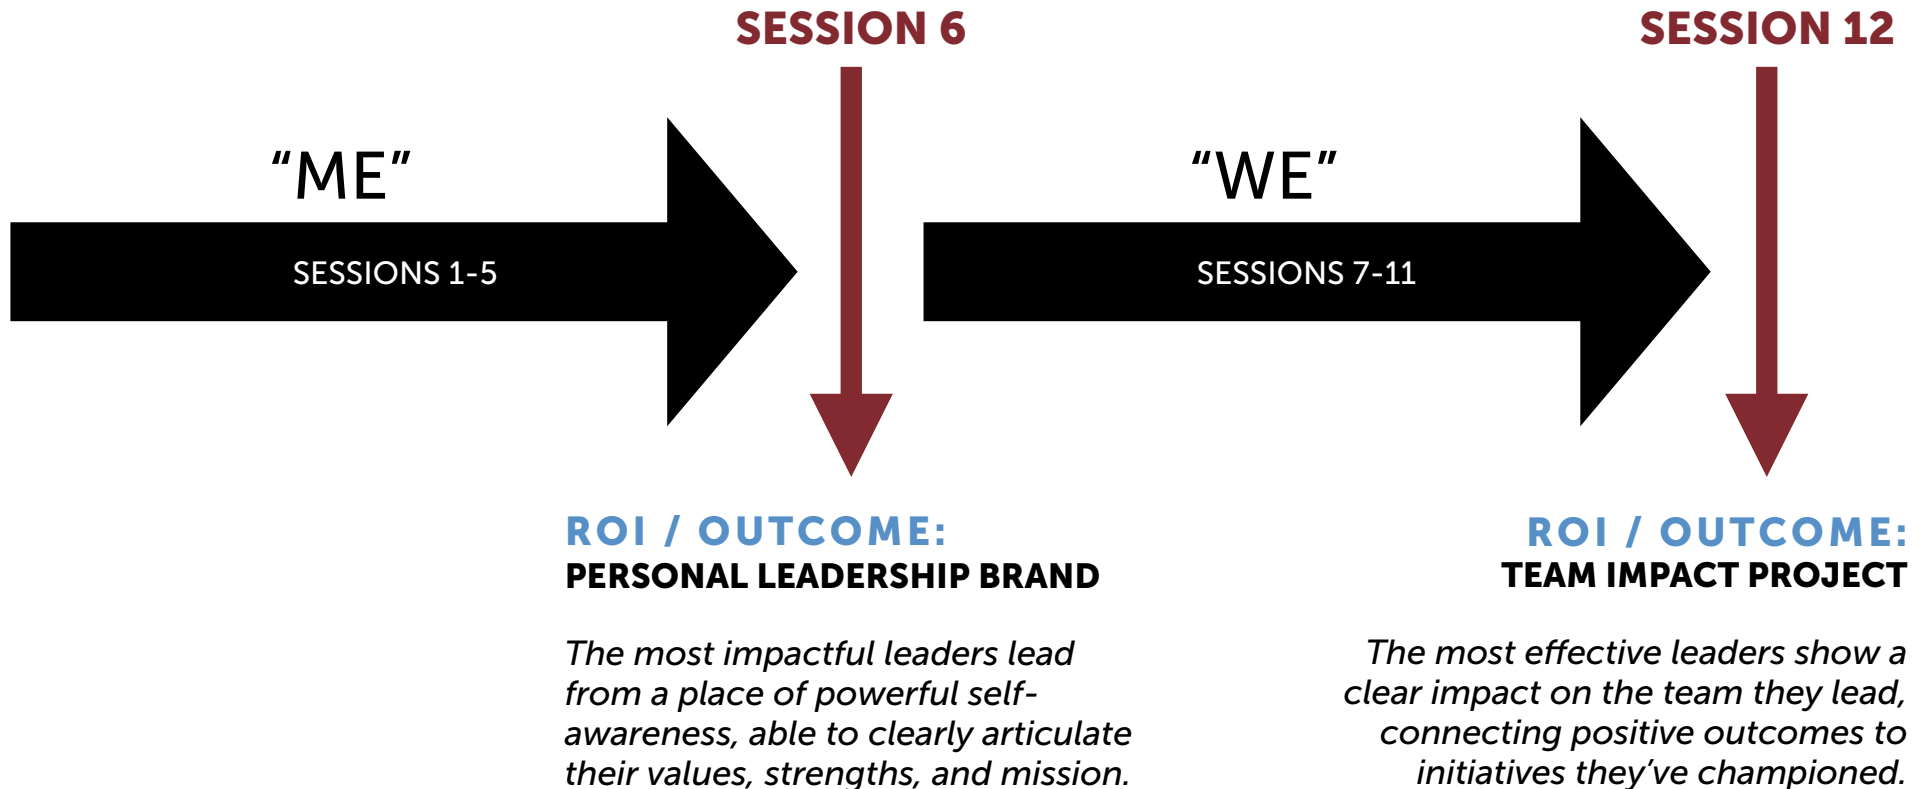 SESSION 6
SESSION 12
“ME”
“WE”
SESSIONS 1-5
SESSIONS 7-11
ROI / OUTCOME:
PERSONAL LEADERSHIP BRAND
The most impactful leaders lead
from a place of powerful self-
awareness, able to clearly articulate
their values, strengths, and mission.
ROI / OUTCOME:
TEAM IMPACT PROJECT
The most effective leaders show a
clear impact on the team they lead,
connecting positive outcomes to
initiatives they’ve championed.